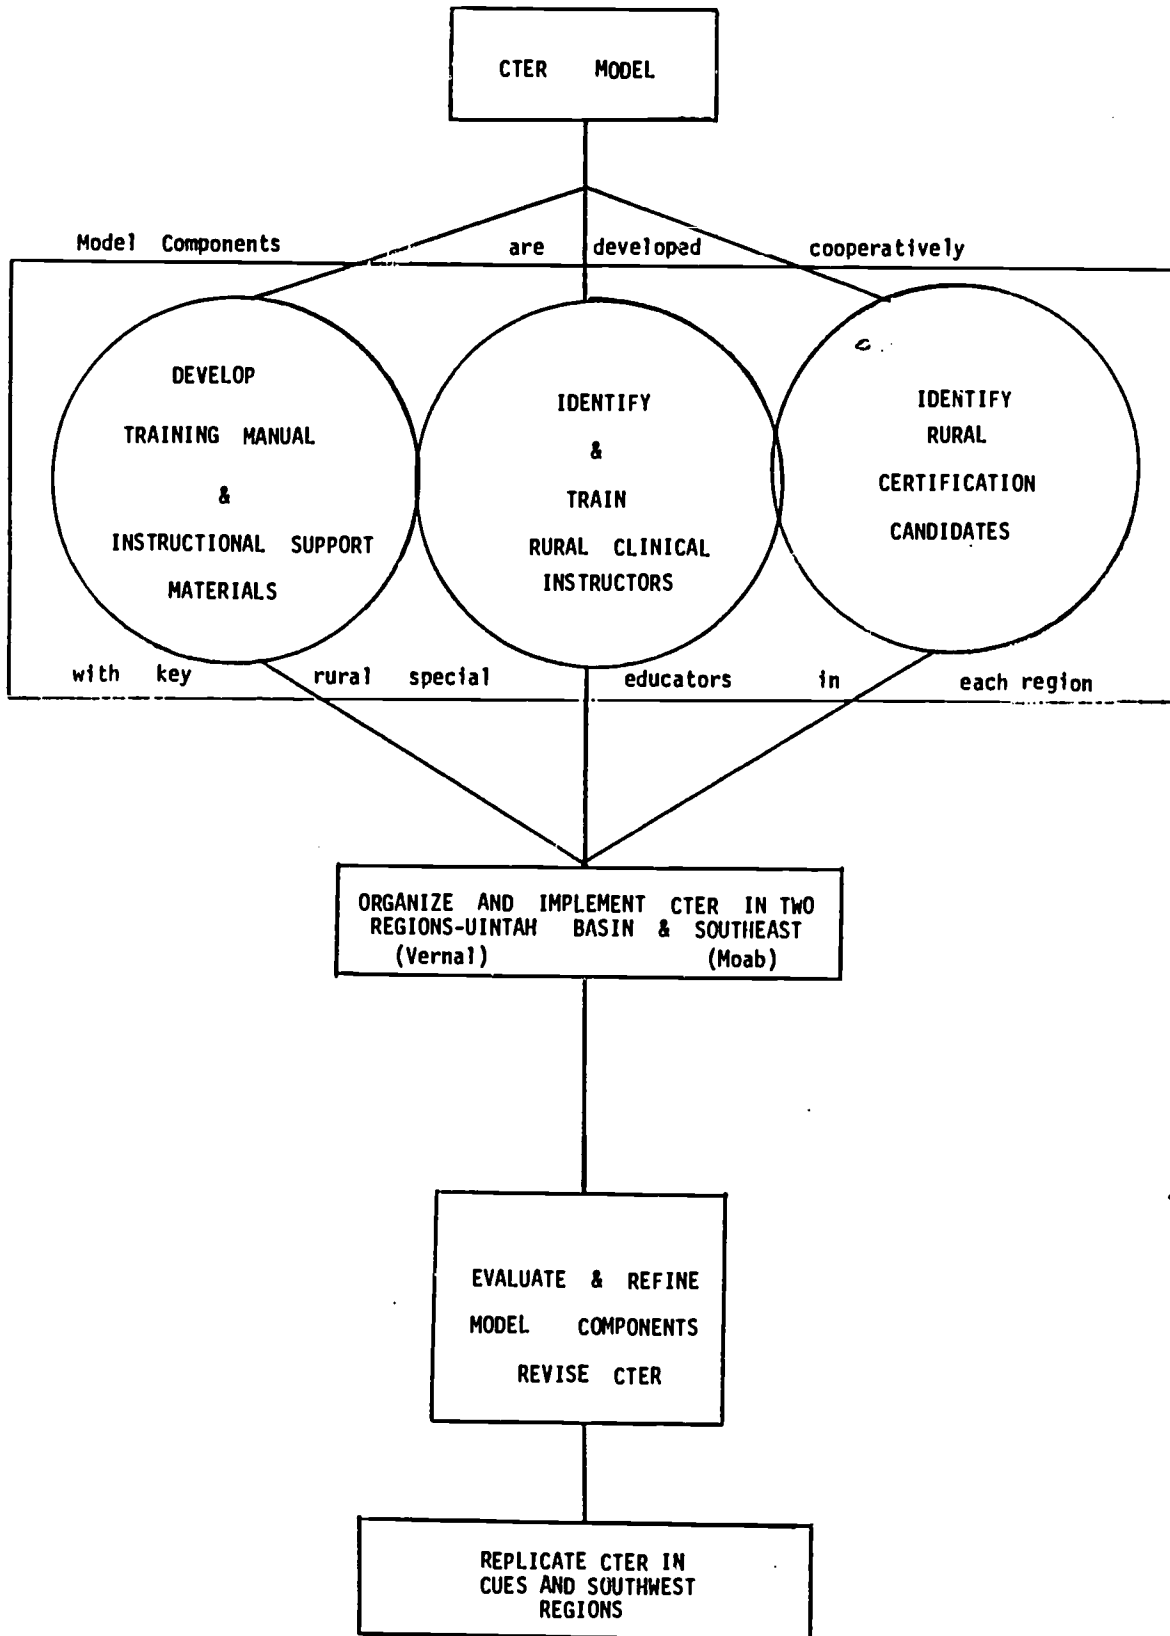 CTER MODEL
Model Components are developed cooperatively
DEVELOP
TRAINING MANUAL
&
INSTRUCTIONAL SUPPORT
MATERIALS
IDENTIFY
&
TRAIN
RURAL CLINICAL
INSTRUCTORS
IDENTIFY
RURAL
CERTIFICATION
CANDIDATES
with key rural special educators in each region
ORGANIZE AND IMPLEMENT CTER IN TWO
REGIONS-UINTAH BASIN & SOUTHEAST
(Vernal) (Moab)
EVALUATE & REFINE
MODEL COMPONENTS
REVISE CTER
REPLICATE CTER IN
CUES AND SOUTHWEST
REGIONS